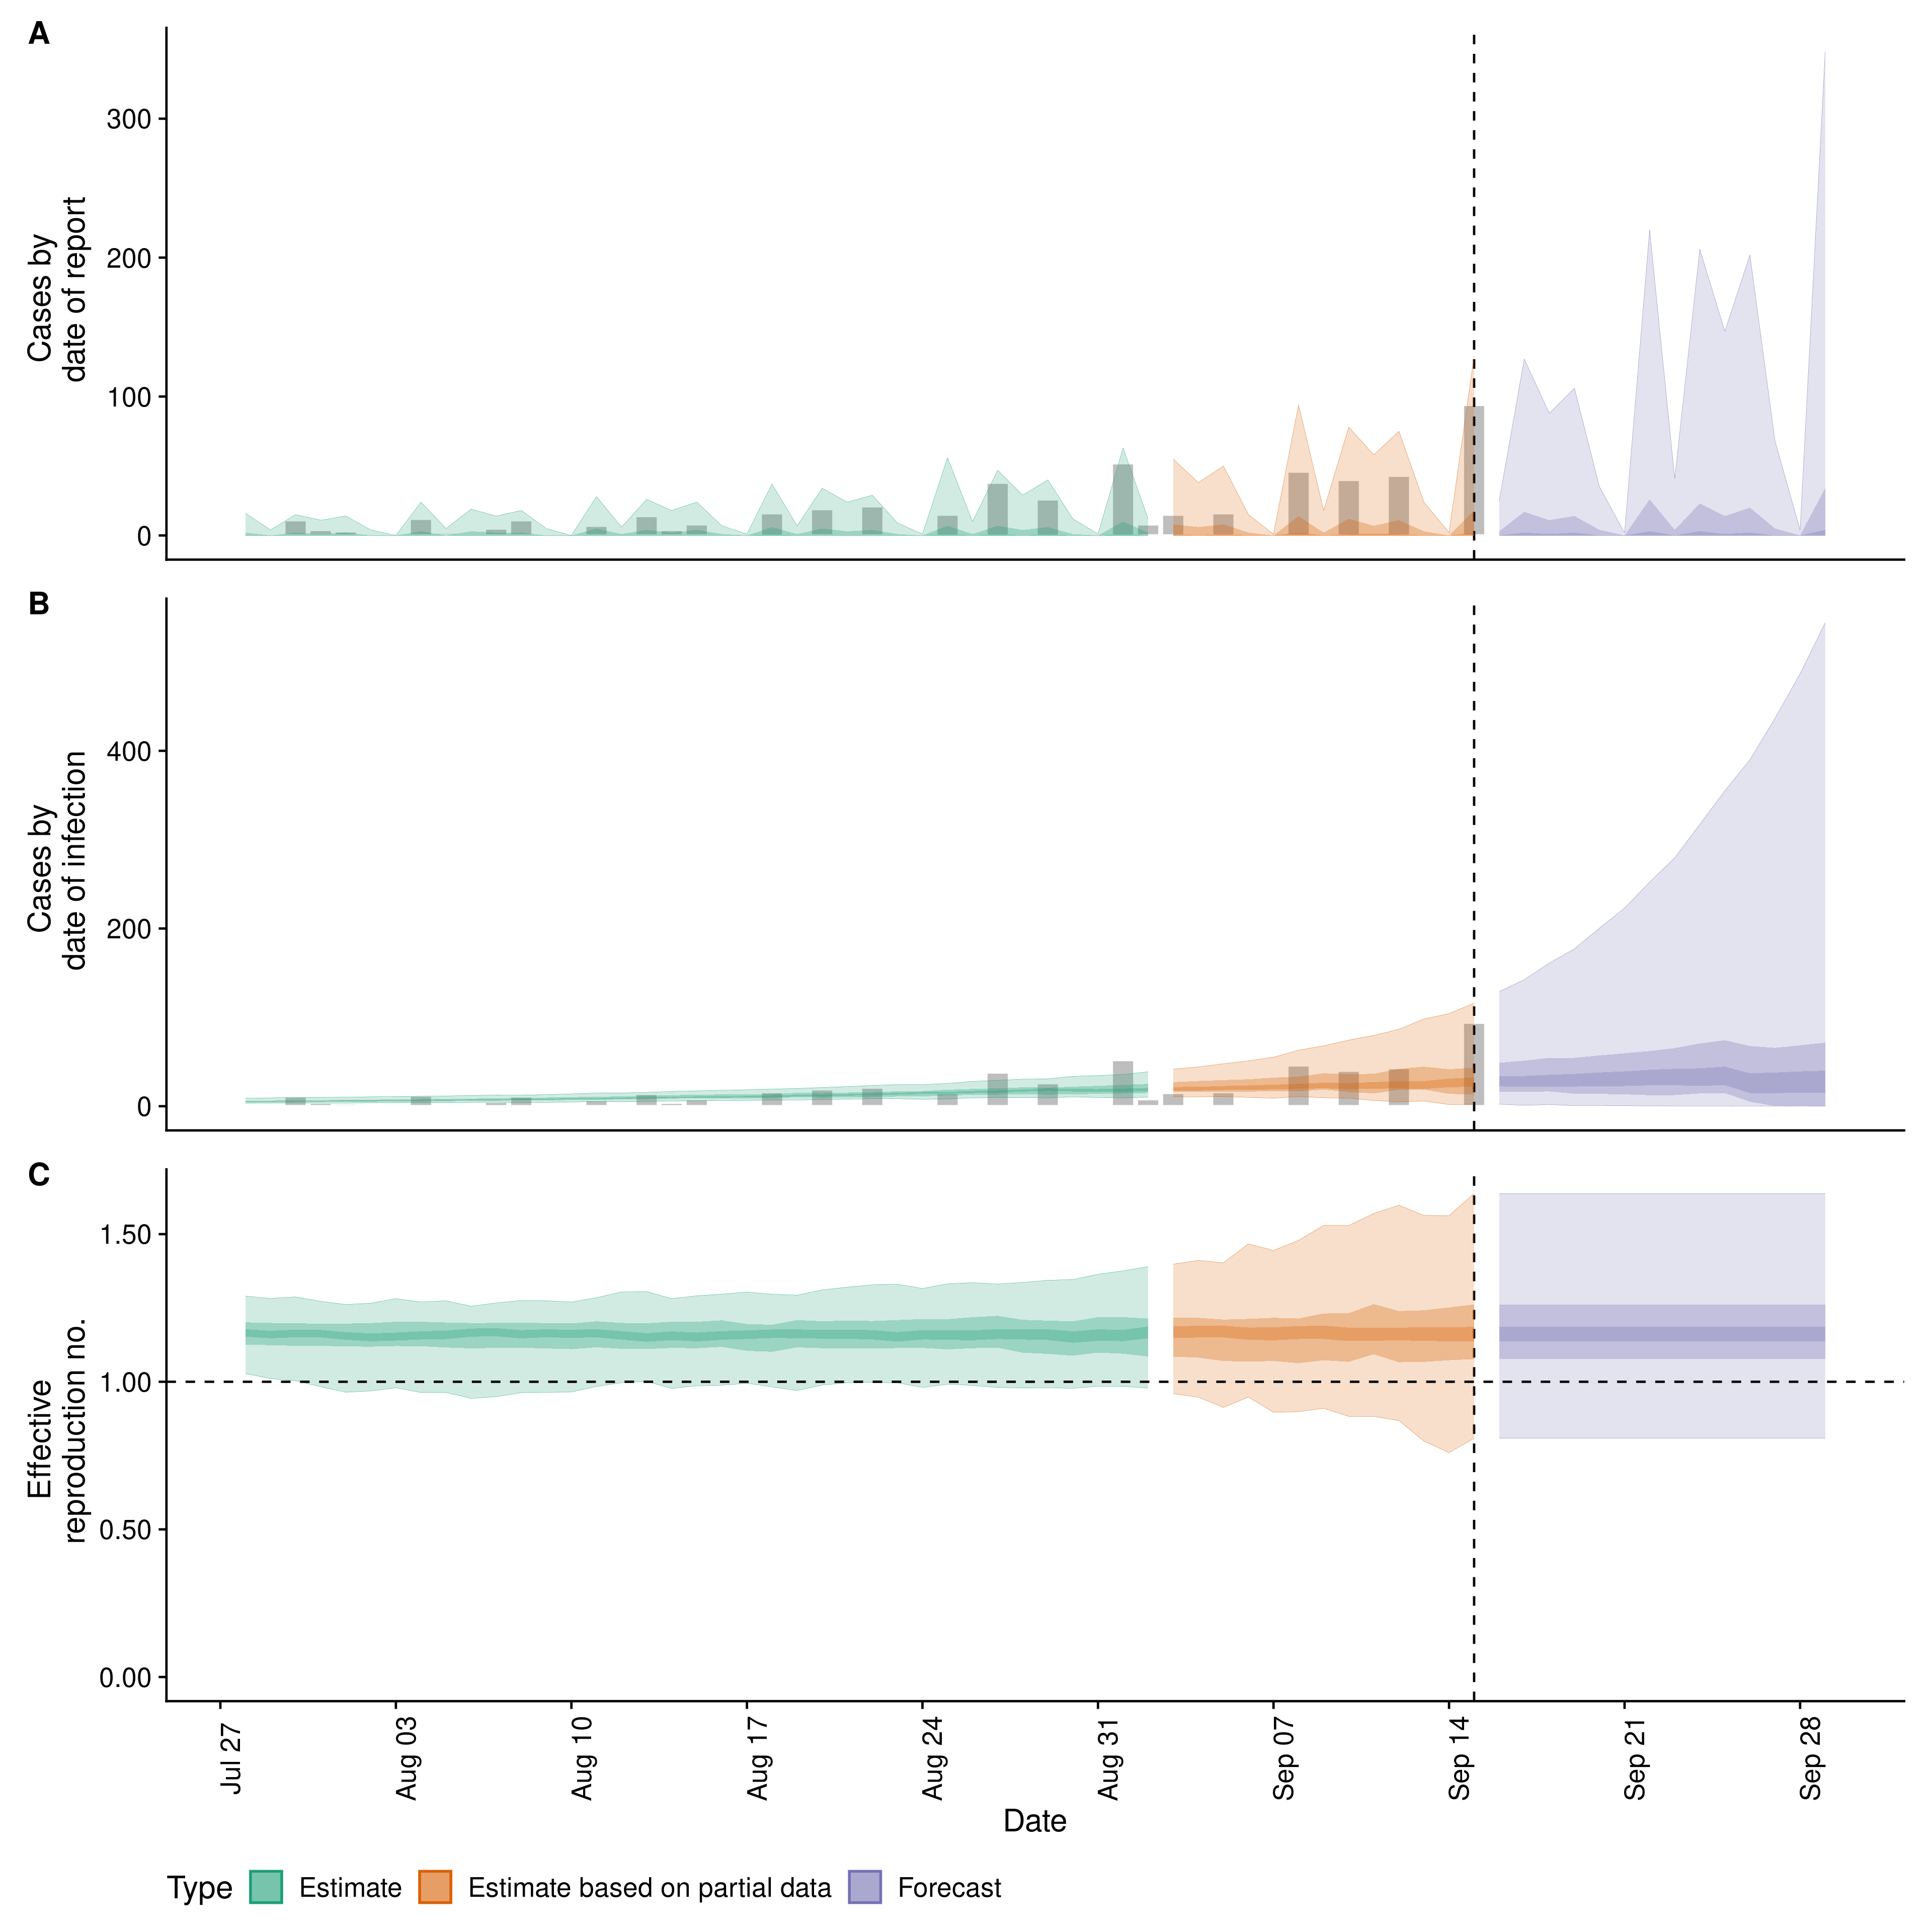 A
Cases by
date of report
300
200
100
0
B
Cases by
date of infection
400
200
0
C
Effective
reproduction no.
1.50
1.00
0.50
0.00
Jul 27
Aug 03
Aug 10
Aug 17
Aug 24
Aug 31
Sep 07
Sep 14
Sep 21
Sep 28
Date
Type
Estimate
Estimate based on partial data
Forecast